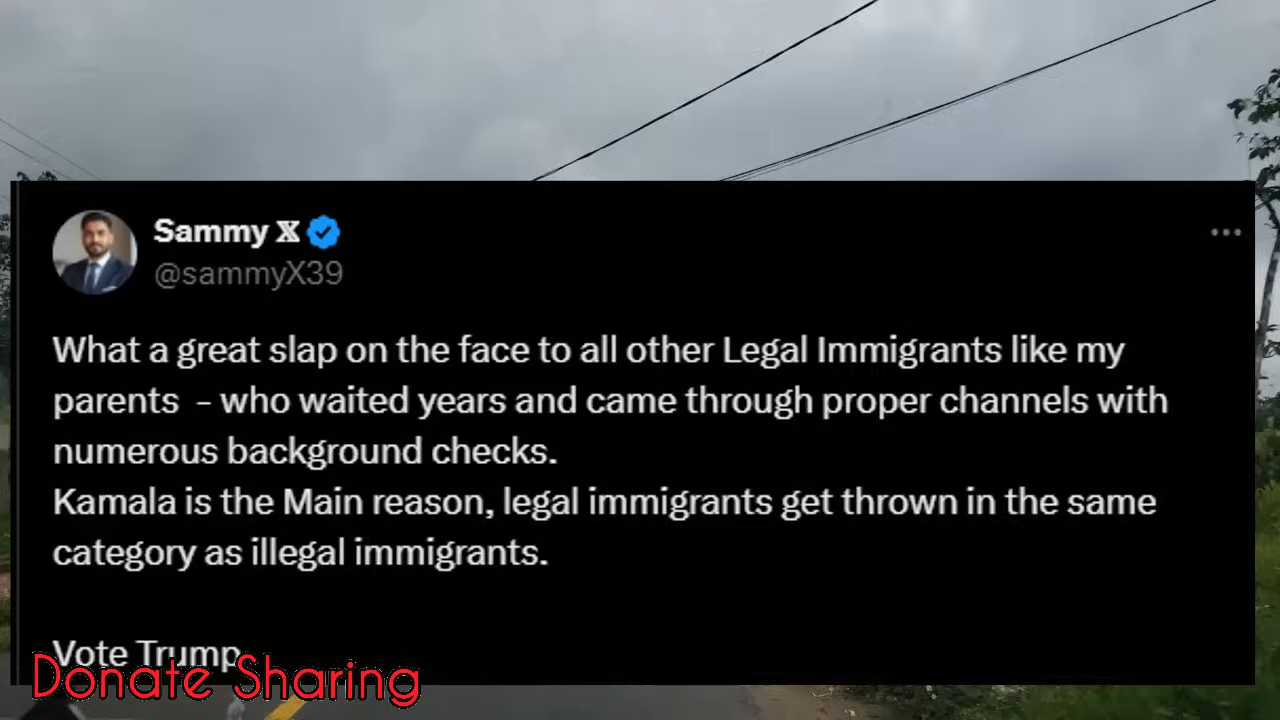 Sammy X
@sammyX39
What a great slap on the face to all other Legal Immigrants like my
parents - who waited years and came through proper channels with
numerous background checks.
Kamala is the Main reason, legal immigrants get thrown in the same
category as illegal immigrants.
Vote Trump
Donate Sharing